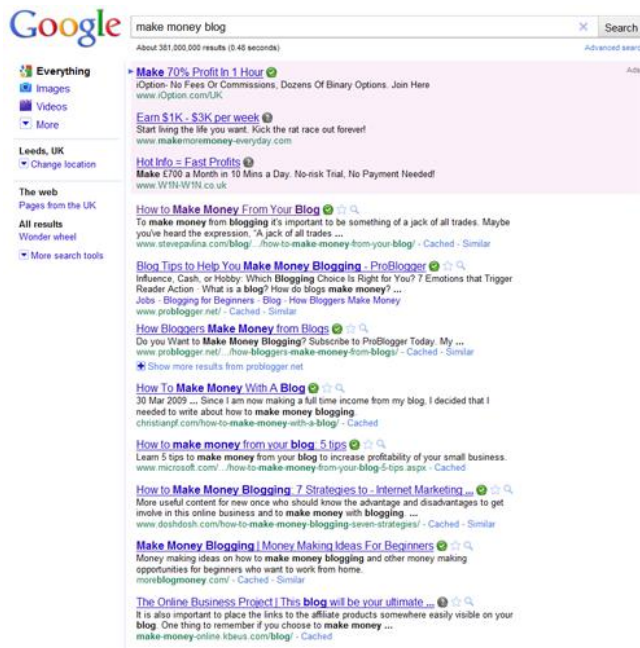 Google
make money blog
Search
About 381,000,000 results (0.48 seconds)
Advanced sear
Everything
Images
Videos
More
Leeds, UK
Change location
The web
Pages from the UK
All results
Wonder wheel
More search tools
Make 70% Profit In 1 Hour
iOption- No Fees Or Commissions, Dozens Of Binary Options. Join Here
www.iOption.com/UK
Earn $1K - $3K per week
Start living the life you want. Kick the rat race out forever!
www.makemoremoney-everyday.com
Hot Info = Fast Profits
Make £700 a Month in 10 Mins a Day. No-risk Trial, No Payment Needed!
www.W1N-W1N.co.uk
How to Make Money From Your Blog
To make money from blogging it's important to be something of a jack of all trades. Maybe
you've heard the expression, "A jack of all trades ...
www.stevepavlina.com/blog/.../how-to-make-money-from-your-blog/ - Cached - Similar
Blog Tips to Help You Make Money Blogging - ProBlogger
Influence, Cash, or Hobby: Which Blogging Choice Is Right for You? 7 Emotions that Trigger
Reader Action · What is a blog? How do blogs make money? ...
Jobs - Blogging for Beginners - Blog - How Bloggers Make Money
www.problogger.net/ - Cached - Similar
How Bloggers Make Money from Blogs
Do you Want to Make Money Blogging? Subscribe to ProBlogger Today. My ...
www.problogger.net/.../how-bloggers-make-money-from-blogs/ - Cached - Similar
Show more results from problogger.net
How To Make Money With A Blog
30 Mar 2009 ... Since I am now making a full time income from my blog, I decided that I
needed to write about how to make money blogging.
christianpf.com/how-to-make-money-with-a-blog/ - Cached
How to make money from your blog: 5 tips
Learn 5 tips to make money from your blog to increase profitability of your small business.
www.microsoft.com/.../how-to-make-money-from-your-blog-5-tips.aspx - Cached
How to Make Money Blogging: 7 Strategies to - Internet Marketing ...
More useful content for new once who should know the advantage and disadvantages to get
involve in this online business and to make money with blogging. ...
www.doshdosh.com/how-to-make-money-blogging-seven-strategies/ - Cached - Similar
Make Money Blogging | Money Making Ideas For Beginners
Money making ideas on how to make money blogging and other money making
opportunities for beginners who want to work from home.
moreblogmoney.com/ - Cached - Similar
The Online Business Project | This blog will be your ultimate ...
It is also important to place the links to the affiliate products somewhere easily visible on your
blog. One thing to remember if you choose to make money ...
make-money-online.kbeus.com/blog/ - Cached